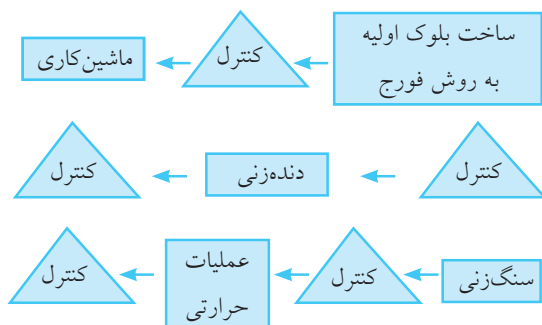 ساخت بلوک اولیه
به روش فورج
کنترل
ماشین‌کاری
کنترل
دنده‌زنی
کنترل
سنگ‌زنی
کنترل
عملیات
حرارتی
کنترل